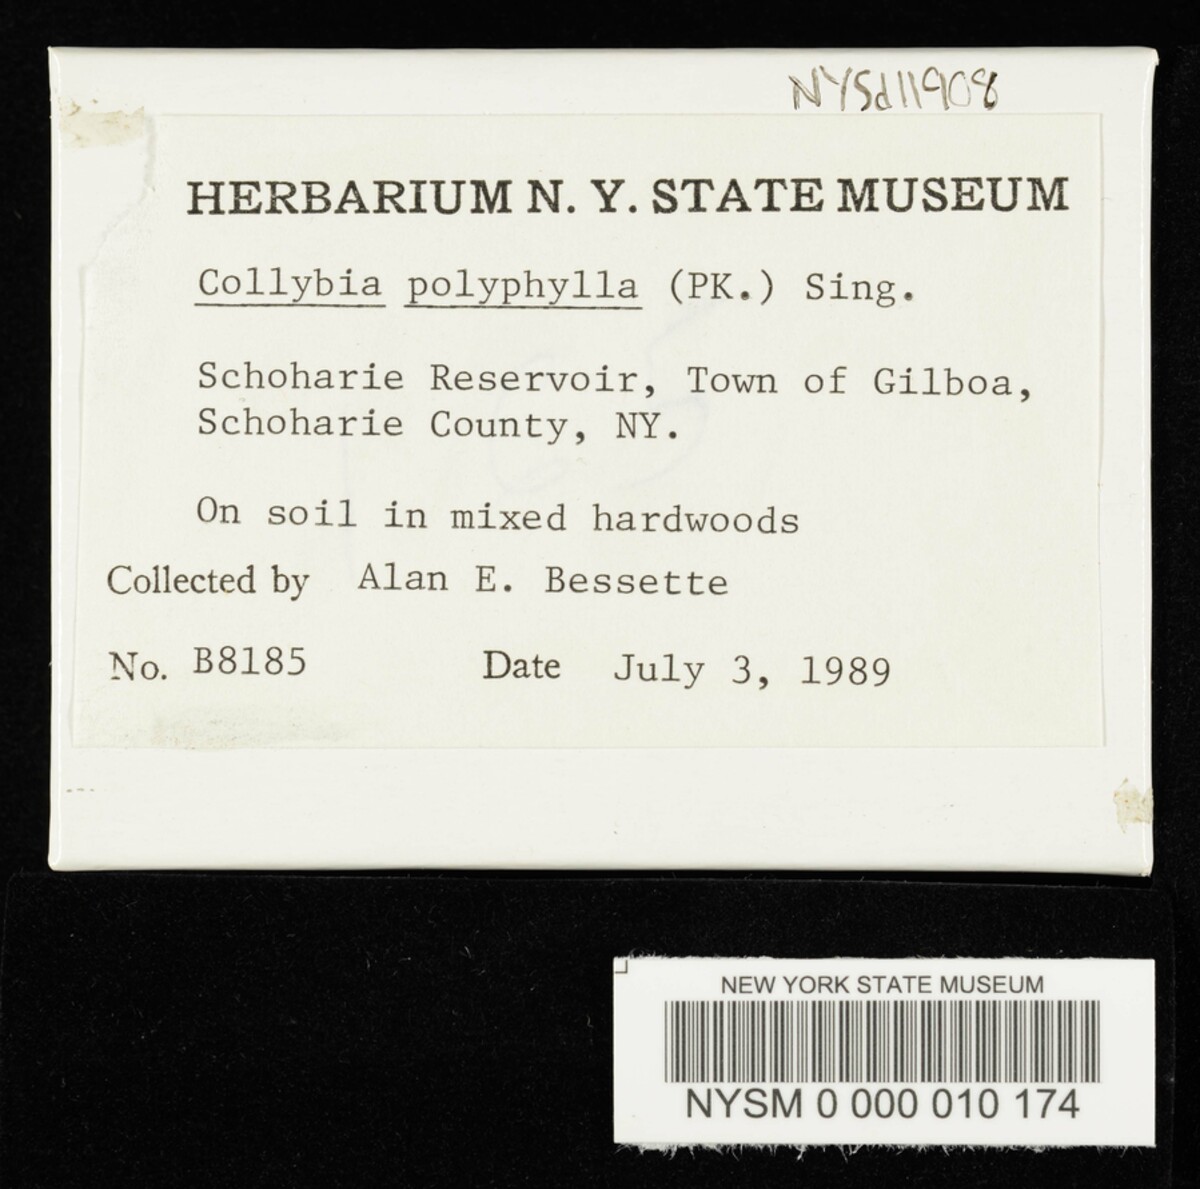 NYSd11908
HERBARIUM N. Y. STATE MUSEUM
Collybia polyphylla (PK.) Sing.
Schoharie Reservoir, Town of Gilboa,
Schoharie County, NY.
On soil in mixed hardwoods
Collected by Alan E. Bessette
No. B8185 Date July 3, 1989
NEW YORK STATE MUSEUM
NYSM 0 000 010 174